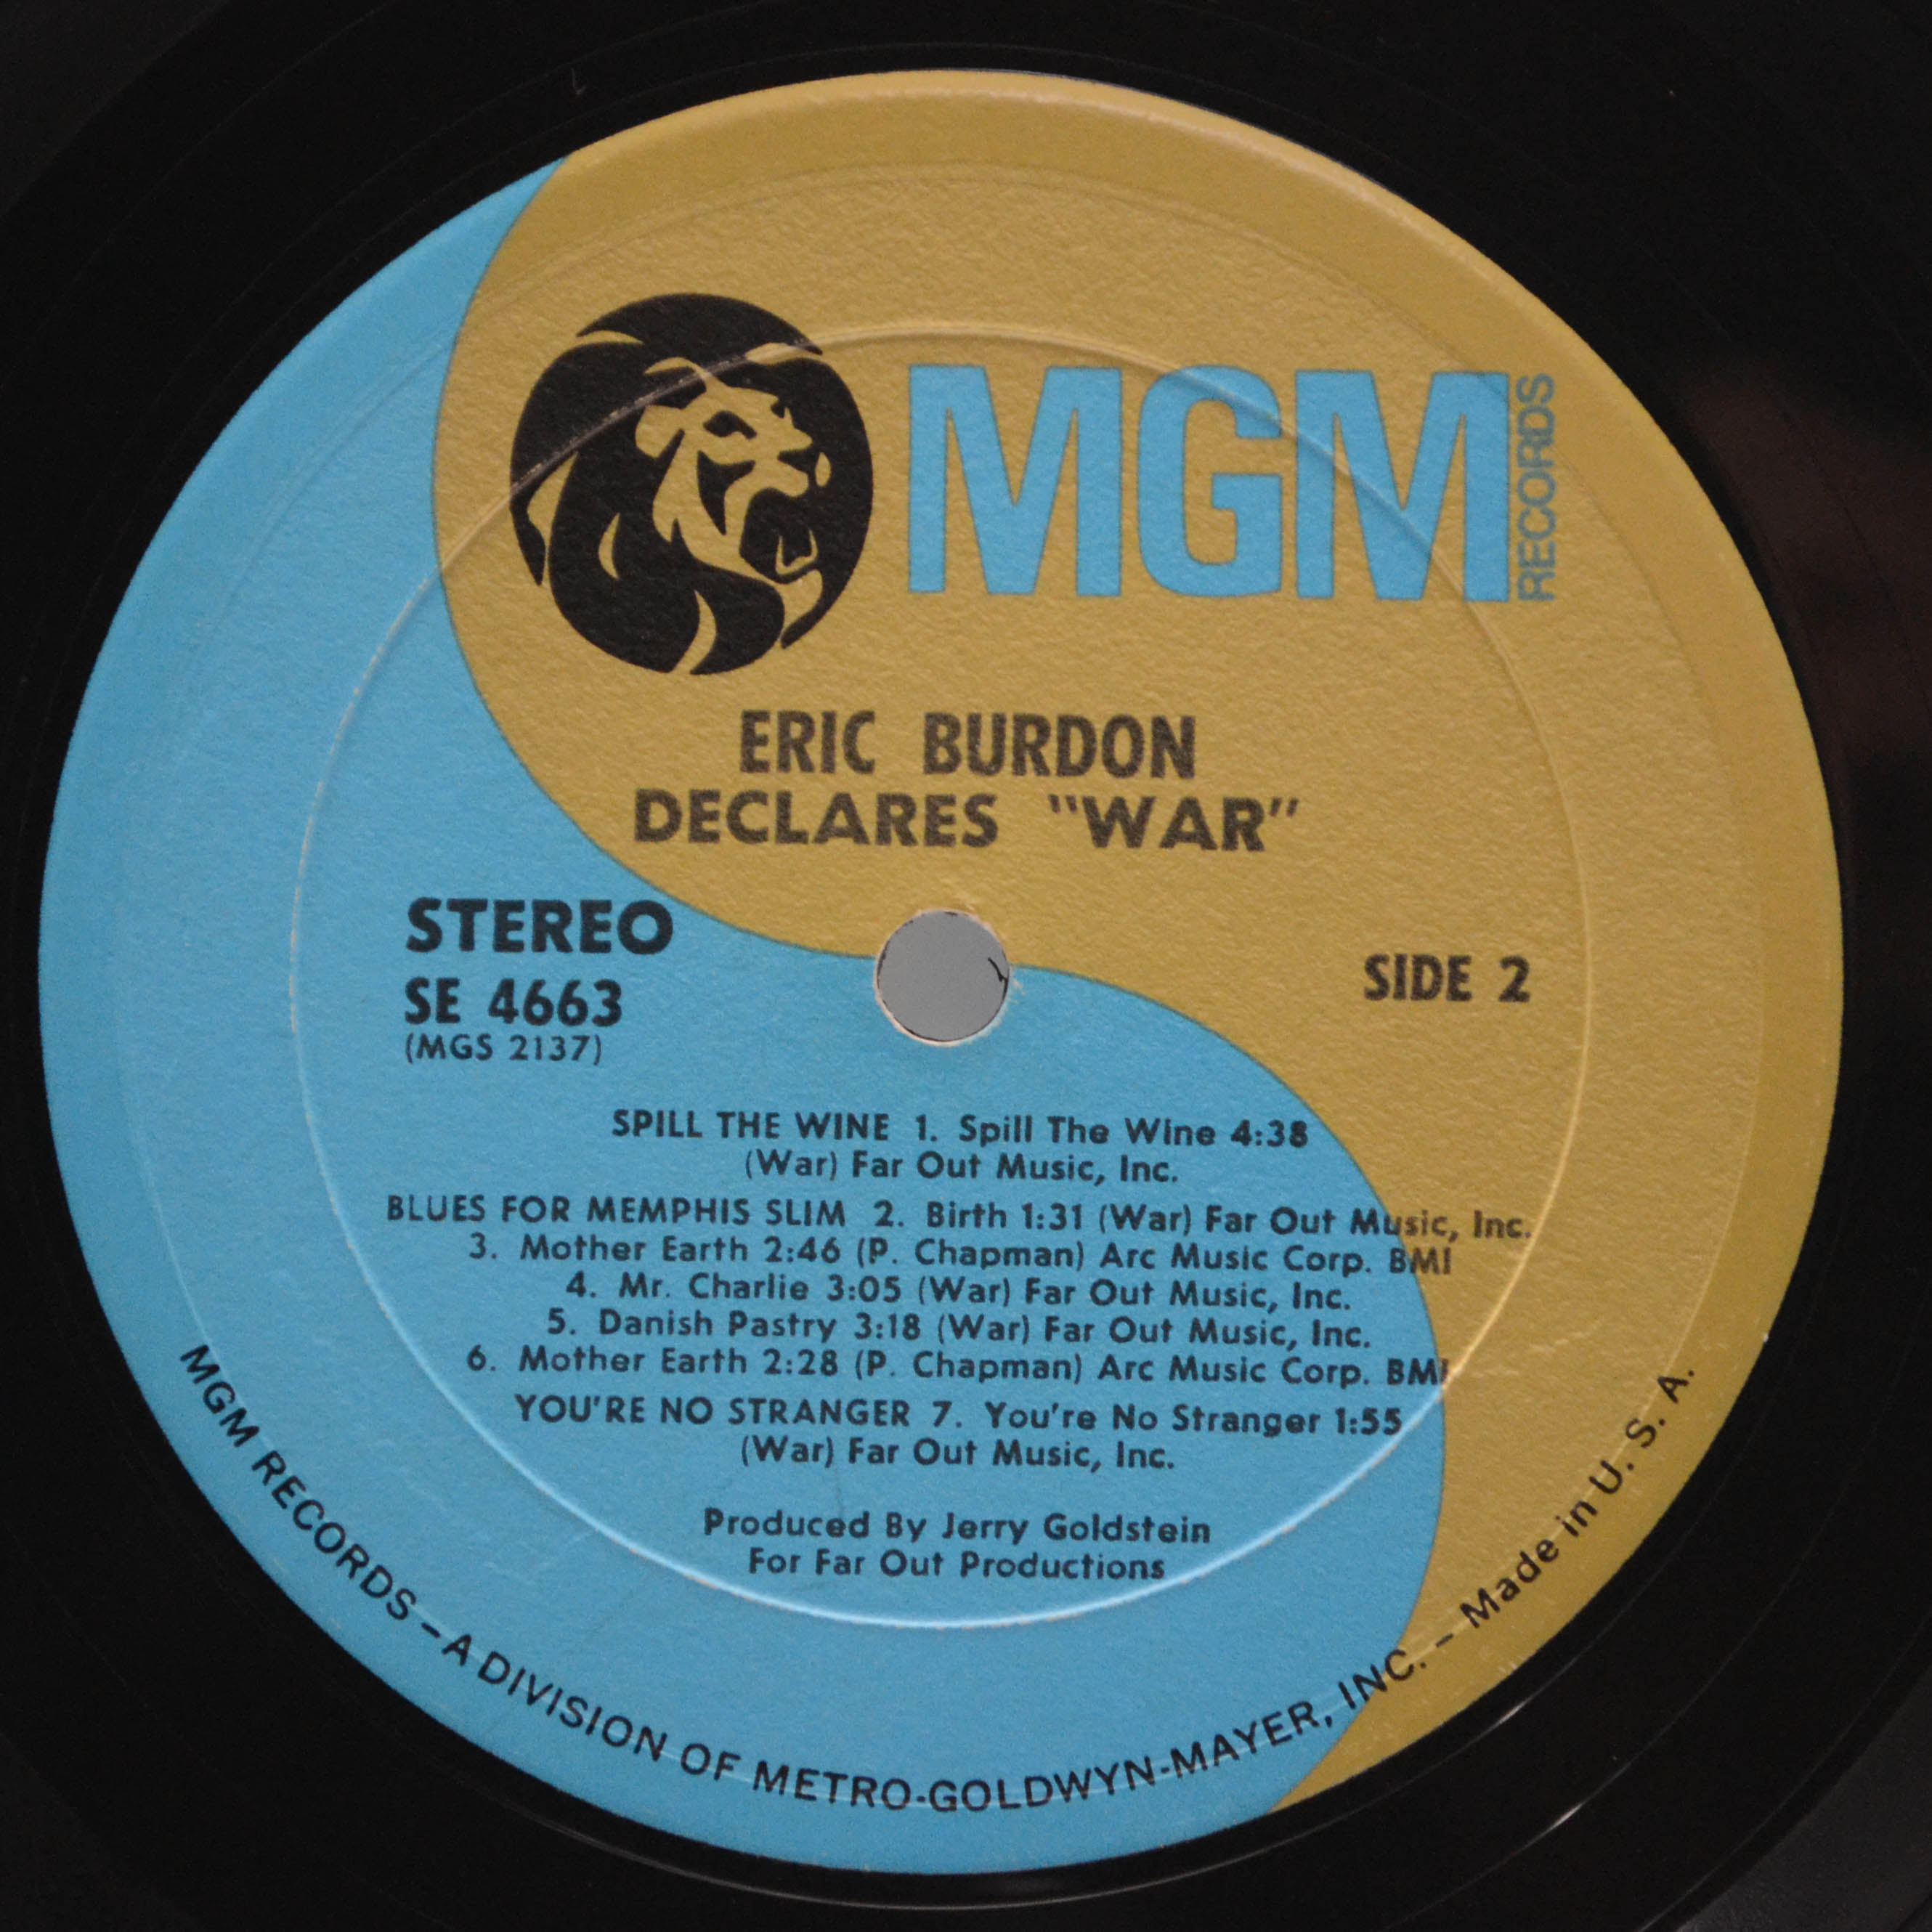 MGM RECORDS
ERIC BURDON
DECLARES "WAR"
STEREO
SE 4663
(MGS 2137)
SIDE 2
SPILL THE WINE 1. Spill The Wine 4:38
(War) Far Out Music, Inc.
BLUES FOR MEMPHIS SLIM 2. Birth 1:31 (War) Far Out Music, Inc.
3. Mother Earth 2:46 (P. Chapman) Arc Music Corp. BMI
4. Mr. Charlie 3:05 (War) Far Out Music, Inc.
5. Danish Pastry 3:18 (War) Far Out Music, Inc.
6. Mother Earth 2:28 (P. Chapman) Arc Music Corp. BMI
YOU'RE NO STRANGER 7. You're No Stranger 1:55
(War) Far Out Music, Inc.
Produced By Jerry Goldstein
For Far Out Productions
MGM RECORDS – A DIVISION OF METRO-GOLDWYN-MAYER, INC. – Made in U. S. A.